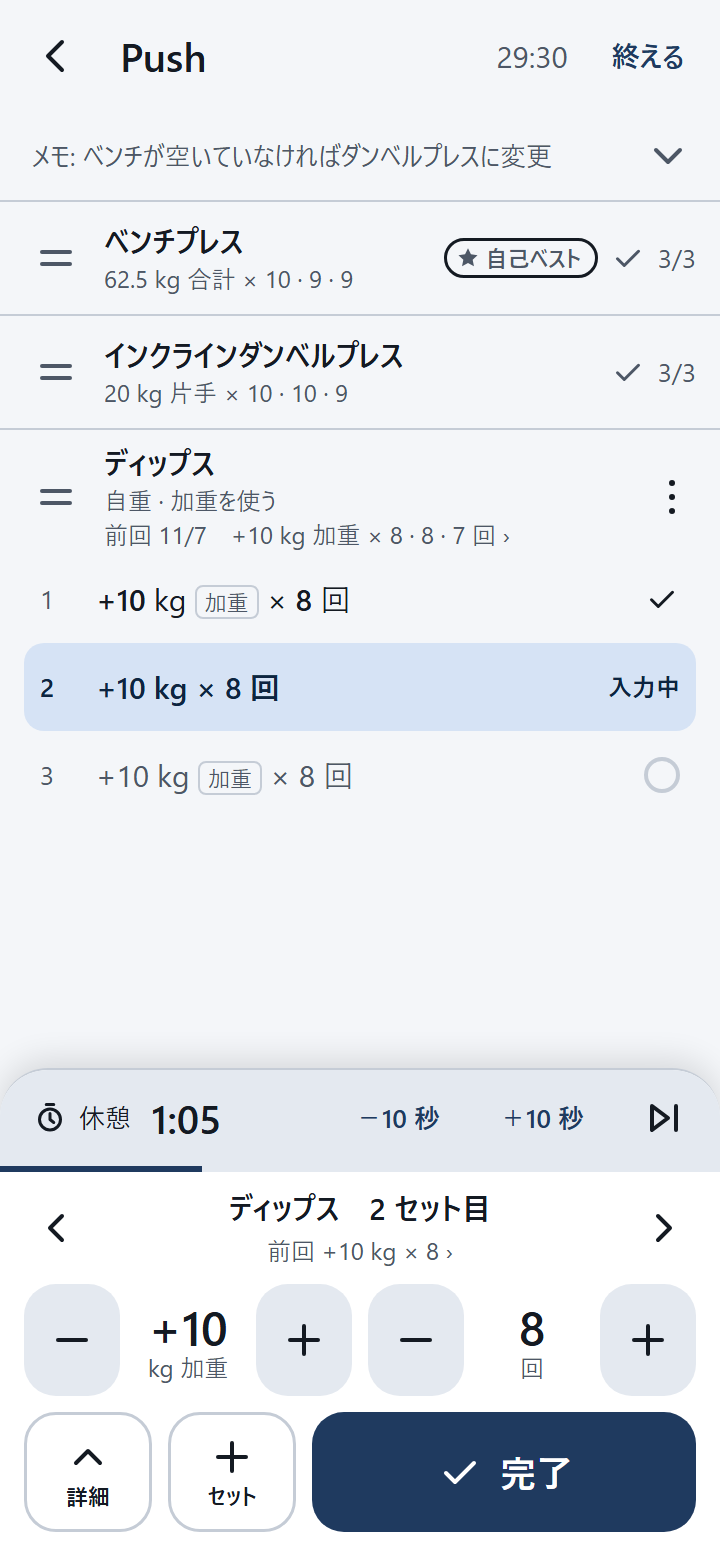 Push 29:30 終える
メモ: ベンチが空いていなければダンベルプレスに変更
ベンチプレス
62.5 kg 合計 × 10 · 9 · 9
★ 自己ベスト ✓ 3/3
インクラインダンベルプレス
20 kg 片手 × 10 · 10 · 9
✓ 3/3
ディップス
自重 · 加重を使う
前回 11/7 +10 kg 加重 × 8 · 8 · 7 回 ›
1 +10 kg 加重 × 8 回 ✓
2 +10 kg × 8 回 入力中
3 +10 kg 加重 × 8 回
休憩 1:05 −10 秒 +10 秒
ディップス 2 セット目
前回 +10 kg × 8 ›
− +10 + − 8 +
kg 加重 回
詳細 セット ✓ 完了